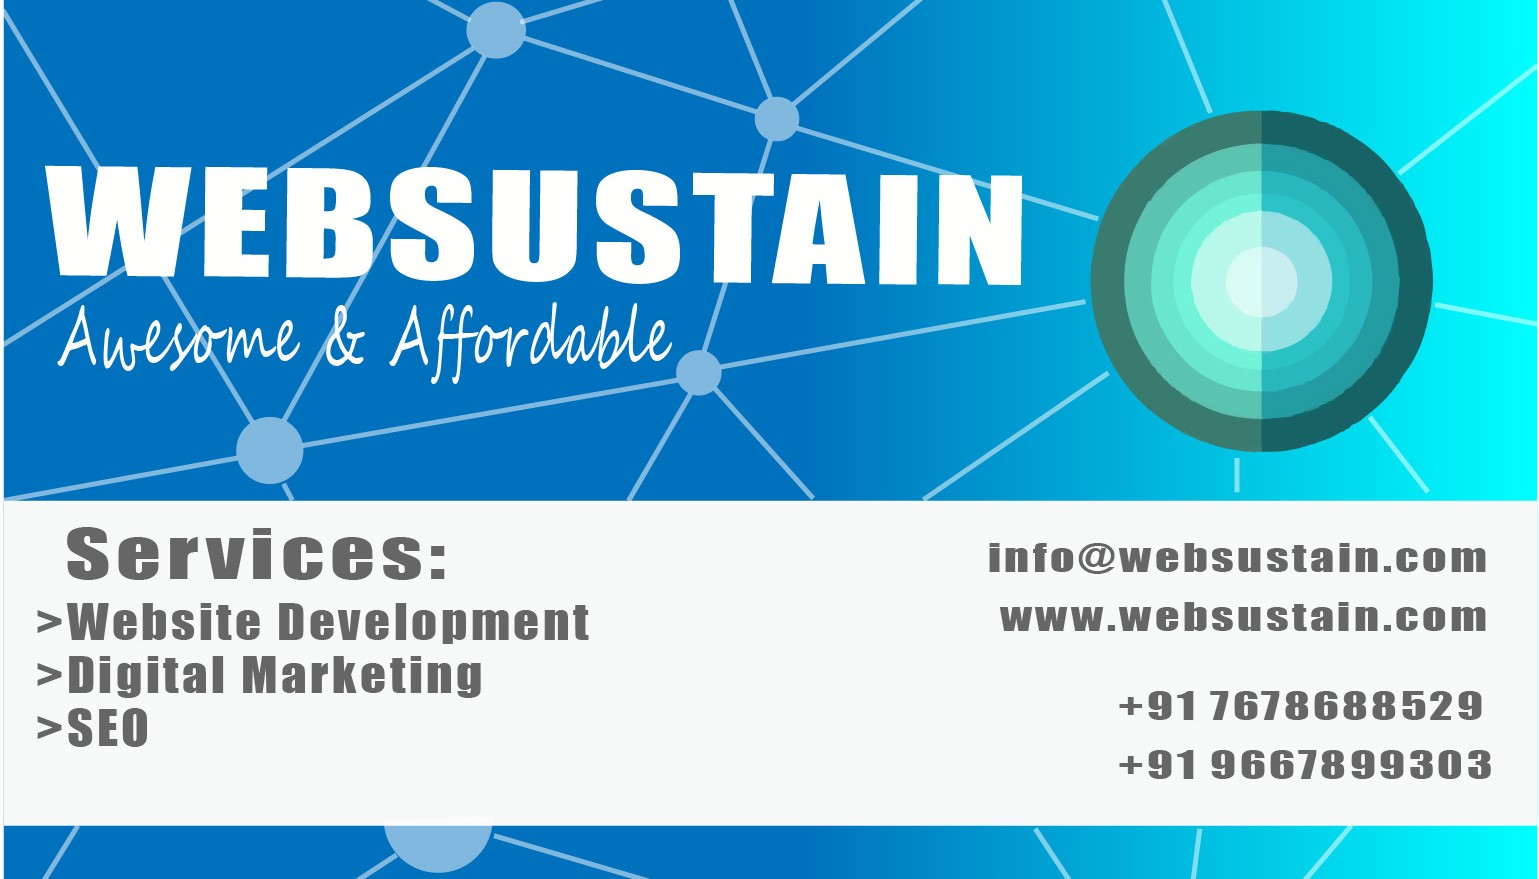 WEBSUSTAIN
Awesome & Affordable
Services:
>Website Development
>Digital Marketing
>SEO
info@websustain.com
www.websustain.com
+91 7678688529
+91 9667899303